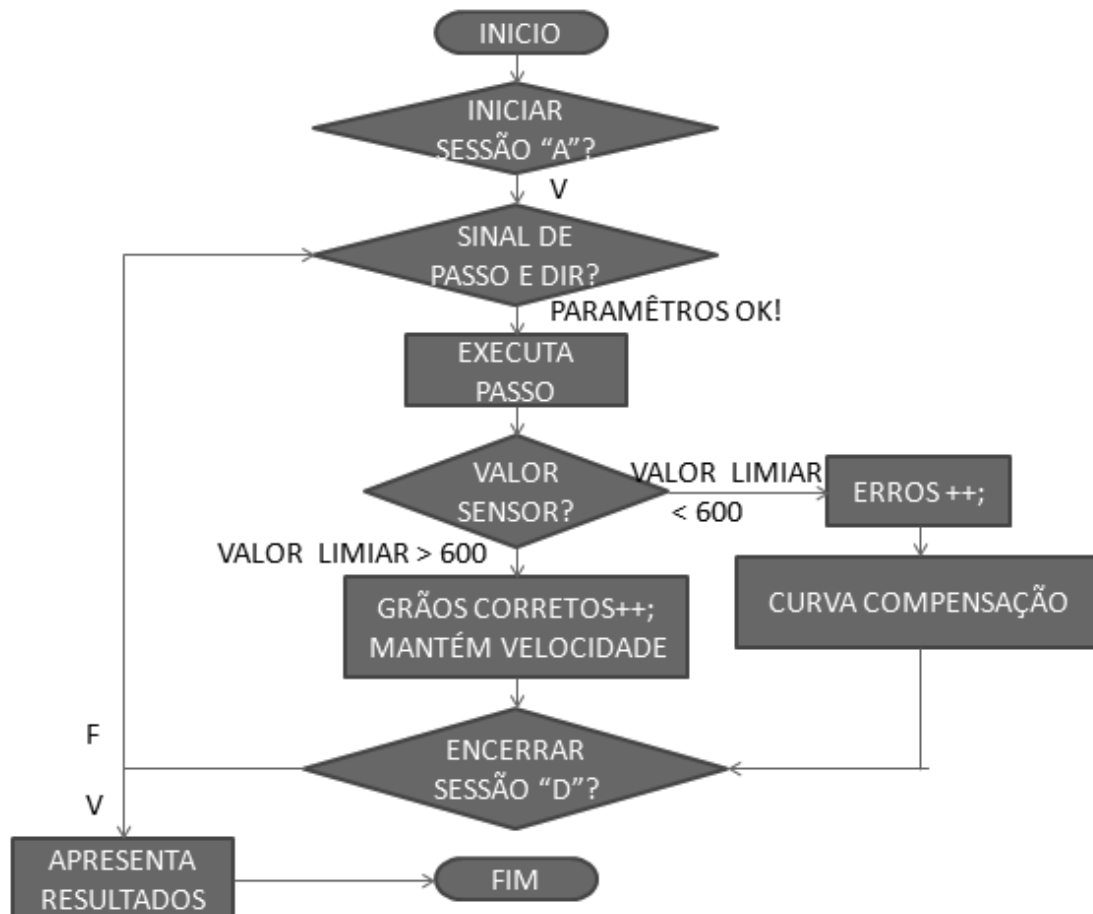 INICIO
INICIAR
SESSÃO “A”?
V
SINAL DE
PASSO E DIR?
PARAMÊTROS OK!
EXECUTA
PASSO
VALOR
SENSOR?
VALOR LIMIAR
< 600
ERROS ++;
CURVA COMPENSAÇÃO
VALOR LIMIAR > 600
GRÃOS CORRETOS++;
MANTÉM VELOCIDADE
ENCERRAR
SESSÃO “D”?
F
V
APRESENTA
RESULTADOS
FIM